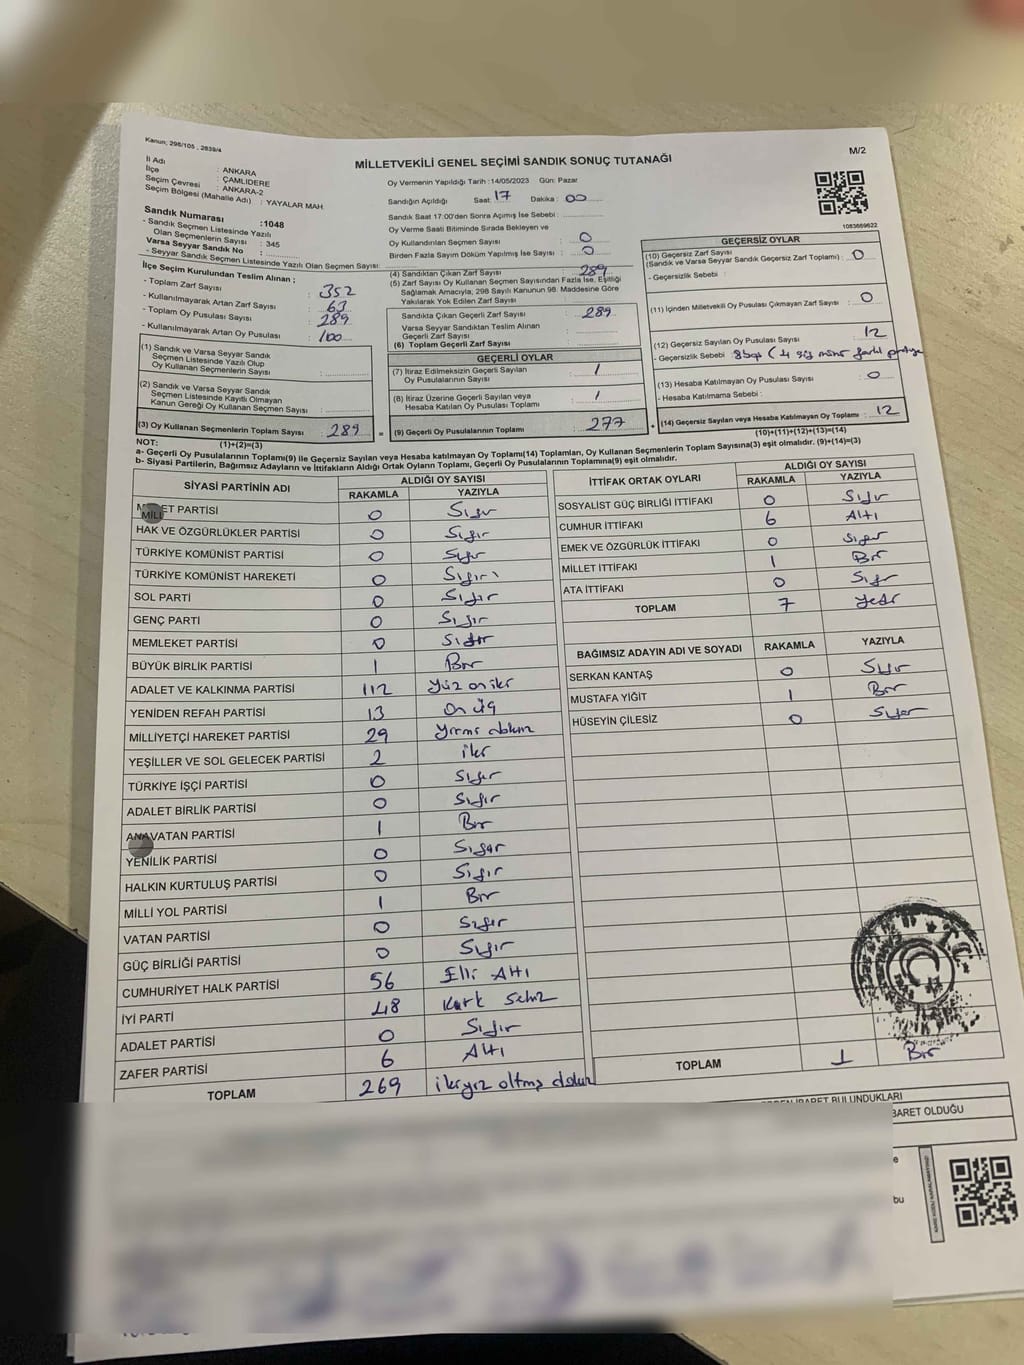 Kanun; 298/105 , 2839/4
M/2
MİLLETVEKİLİ GENEL SEÇİMİ SANDIK SONUÇ TUTANAĞI
İl Adı : ANKARA
İlçe : ÇAMLIDERE
Seçim Çevresi : ANKARA-2
Seçim Bölgesi (Mahalle Adı) : YAYALAR MAH.
Sandık Numarası :1048
- Sandık Seçmen Listesinde Yazılı
Olan Seçmenlerin Sayısı : 345
Varsa Seyyar Sandık No :
- Seyyar Sandık Seçmen Listesinde Yazılı Olan Seçmen Sayısı:
İlçe Seçim Kurulundan Teslim Alınan ;
- Toplam Zarf Sayısı : 352
- Kullanılmayarak Artan Zarf Sayısı : 63
- Toplam Oy Pusulası Sayısı : 289
- Kullanılmayarak Artan Oy Pusulası : 100
(1) Sandık ve Varsa Seyyar Sandık
Seçmen Listesinde Yazılı Olup
Oy Kullanan Seçmenlerin Sayısı :
(2) Sandık ve Varsa Seyyar Sandık
Seçmen Listesinde Kayıtlı Olmayan
Kanun Gereği Oy Kullanan Seçmen Sayısı :
(3) Oy Kullanan Seçmenlerin Toplam Sayısı : 289
(1)+(2)=(3)
Oy Vermenin Yapıldığı Tarih :14/05/2023 Gün: Pazar
Sandığın Açıldığı Saat: 17 Dakika: 00
Sandık Saat 17:00'den Sonra Açımış İse Sebebi :
Oy Verme Saati Bitiminde Sırada Bekleyen ve
Oy Kullandırılan Seçmen Sayısı : 0
Birden Fazla Sayım Döküm Yapılmış İse Sayısı : 0
(4) Sandıktan Çıkan Zarf Sayısı : 289
(5) Zarf Sayısı Oy Kullanan Seçmen Sayısından Fazla İse, Eşitliği
Sağlamak Amacıyla; 298 Sayılı Kanunun 98. Maddesine Göre
Yakılarak Yok Edilen Zarf Sayısı :
Sandıkta Çıkan Geçerli Zarf Sayısı : 289
Varsa Seyyar Sandıktan Teslim Alınan
Geçerli Zarf Sayısı :
(6) Toplam Geçerli Zarf Sayısı :
GEÇERLİ OYLAR
(7) İtiraz Edilmeksizin Geçerli Sayılan
Oy Pusulalarının Sayısı : /
(8) İtiraz Üzerine Geçerli Sayılan veya
Hesaba Katılan Oy Pusulası Toplamı : /
= (9) Geçerli Oy Pusulalarının Toplamı : 277
1083669622
GEÇERSİZ OYLAR
(10) Geçersiz Zarf Sayısı
(Sandık ve Varsa Seyyar Sandık Geçersiz Zarf Toplamı) : 0
- Geçersizlik Sebebi :
(11) İçinden Milletvekili Oy Pusulası Çıkmayan Zarf Sayısı : 0
(12) Geçersiz Sayılan Oy Pusulası Sayısı : 12
- Geçersizlik Sebebi :
(13) Hesaba Katılmayan Oy Pusulası Sayısı : 0
- Hesaba Katılmama Sebebi :
+ (14) Geçersiz Sayılan veya Hesaba Katılmayan Oy Toplamı : 12
(10)+(11)+(12)+(13)=(14)
NOT:
a- Geçerli Oy Pusulalarının Toplamı(9) ile Geçersiz Sayılan veya Hesaba katılmayan Oy Toplam(14) Toplamları, Oy Kullanan Seçmenlerin Toplam Sayısına(3) eşit olmalıdır. (9)+(14)=(3)
b- Siyasi Partilerin, Bağımsız Adayların ve İttifakların Aldığı Ortak Oyların Toplamı, Geçerli Oy Pusulalarının Toplamına(9) eşit olmalıdır.
SİYASİ PARTİNİN ADI ALDIĞI OY SAYISI
RAKAMLA YAZIYLA
ET PARTİSİ 0 Sıfır
MİLL
HAK VE ÖZGÜRLÜKLER PARTİSİ 0 Sıfır
TÜRKİYE KOMÜNİST PARTİSİ 0 Sıfır
TÜRKİYE KOMÜNİST HAREKETİ 0 Sıfır
SOL PARTİ 0 Sıfır
GENÇ PARTİ 0 Sıfır
MEMLEKET PARTİSİ 0 Sıfır
BÜYÜK BİRLİK PARTİSİ 1 Bir
ADALET VE KALKINMA PARTİSİ 112 Yüz oniki
YENİDEN REFAH PARTİSİ 13 On üç
MİLLİYETÇİ HAREKET PARTİSİ 29 Yirmi dokuz
YEŞİLLER VE SOL GELECEK PARTİSİ 2 iki
TÜRKİYE İŞÇİ PARTİSİ 0 Sıfır
ADALET BİRLİK PARTİSİ 0 Sıfır
ANAVATAN PARTİSİ 1 Bir
YENİLİK PARTİSİ 0 Sıfır
HALKIN KURTULUŞ PARTİSİ 0 Sıfır
MİLLİ YOL PARTİSİ 1 Bir
VATAN PARTİSİ 0 Sıfır
GÜÇ BİRLİĞİ PARTİSİ 0 Sıfır
CUMHURİYET HALK PARTİSİ 56 Elli Altı
İYİ PARTİ 48 Kırk Sekiz
ADALET PARTİSİ 0 Sıfır
ZAFER PARTİSİ 6 Altı
TOPLAM 269 ikiyüz altmış dokuz
İTTİFAK ORTAK OYLARI ALDIĞI OY SAYISI
RAKAMLA YAZIYLA
SOSYALIST GÜÇ BİRLİĞİ İTTİFAKI 0 Sıfır
CUMHUR İTTİFAKI 6 Altı
EMEK VE ÖZGÜRLÜK İTTİFAKI 0 Sıfır
MİLLET İTTİFAKI 1 Bir
ATA İTTİFAKI 0 Sıfır
TOPLAM 7 Yedi
BAĞIMSIZ ADAYIN ADI VE SOYADI RAKAMLA YAZIYLA
SERKAN KANTAŞ 0 Sıfır
MUSTAFA YİĞİT 1 Bir
HÜSEYİN ÇİLESİZ 0 Sıfır
TOPLAM 1 Bir
T.C.
İBARET BULUNDUKLARI
BARET OLDUĞU
bu